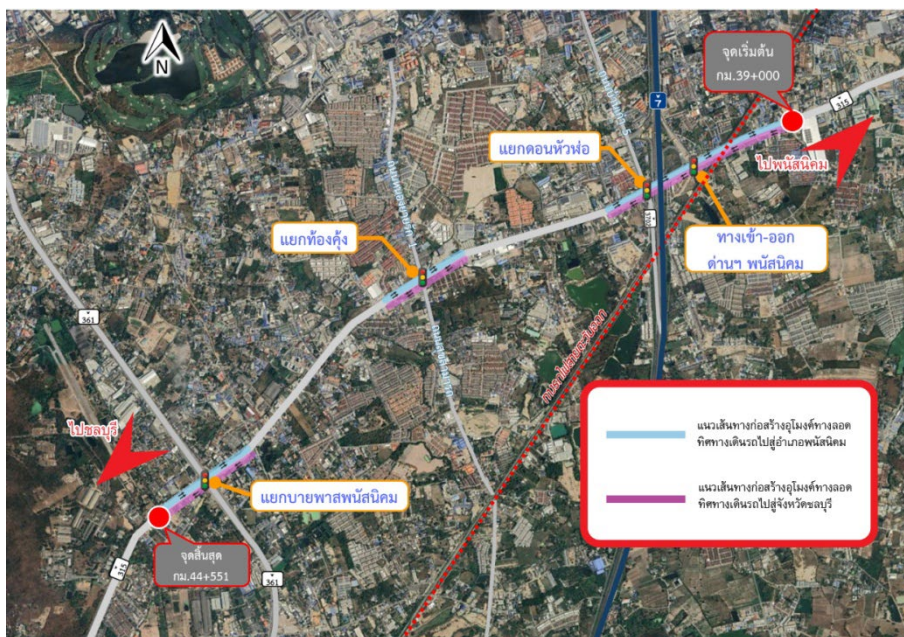 N
จุดเริ่มต้น
กม.39+000
7
315
ไปพนัสนิคม
แยกดอนหัวฬ่อ
ทางเข้า-ออก
ด่านฯ พนัสนิคม
แยกท้องคุ้ง
361
ไปชลบุรี
แยกบายพาสพนัสนิคม
จุดสิ้นสุด
กม.44+551
315
361
แนวเส้นทางก่อสร้างอุโมงค์ทางลอด
ทิศทางเดินรถไปสู่อำเภอพนัสนิคม
แนวเส้นทางก่อสร้างอุโมงค์ทางลอด
ทิศทางเดินรถไปสู่จังหวัดชลบุรี